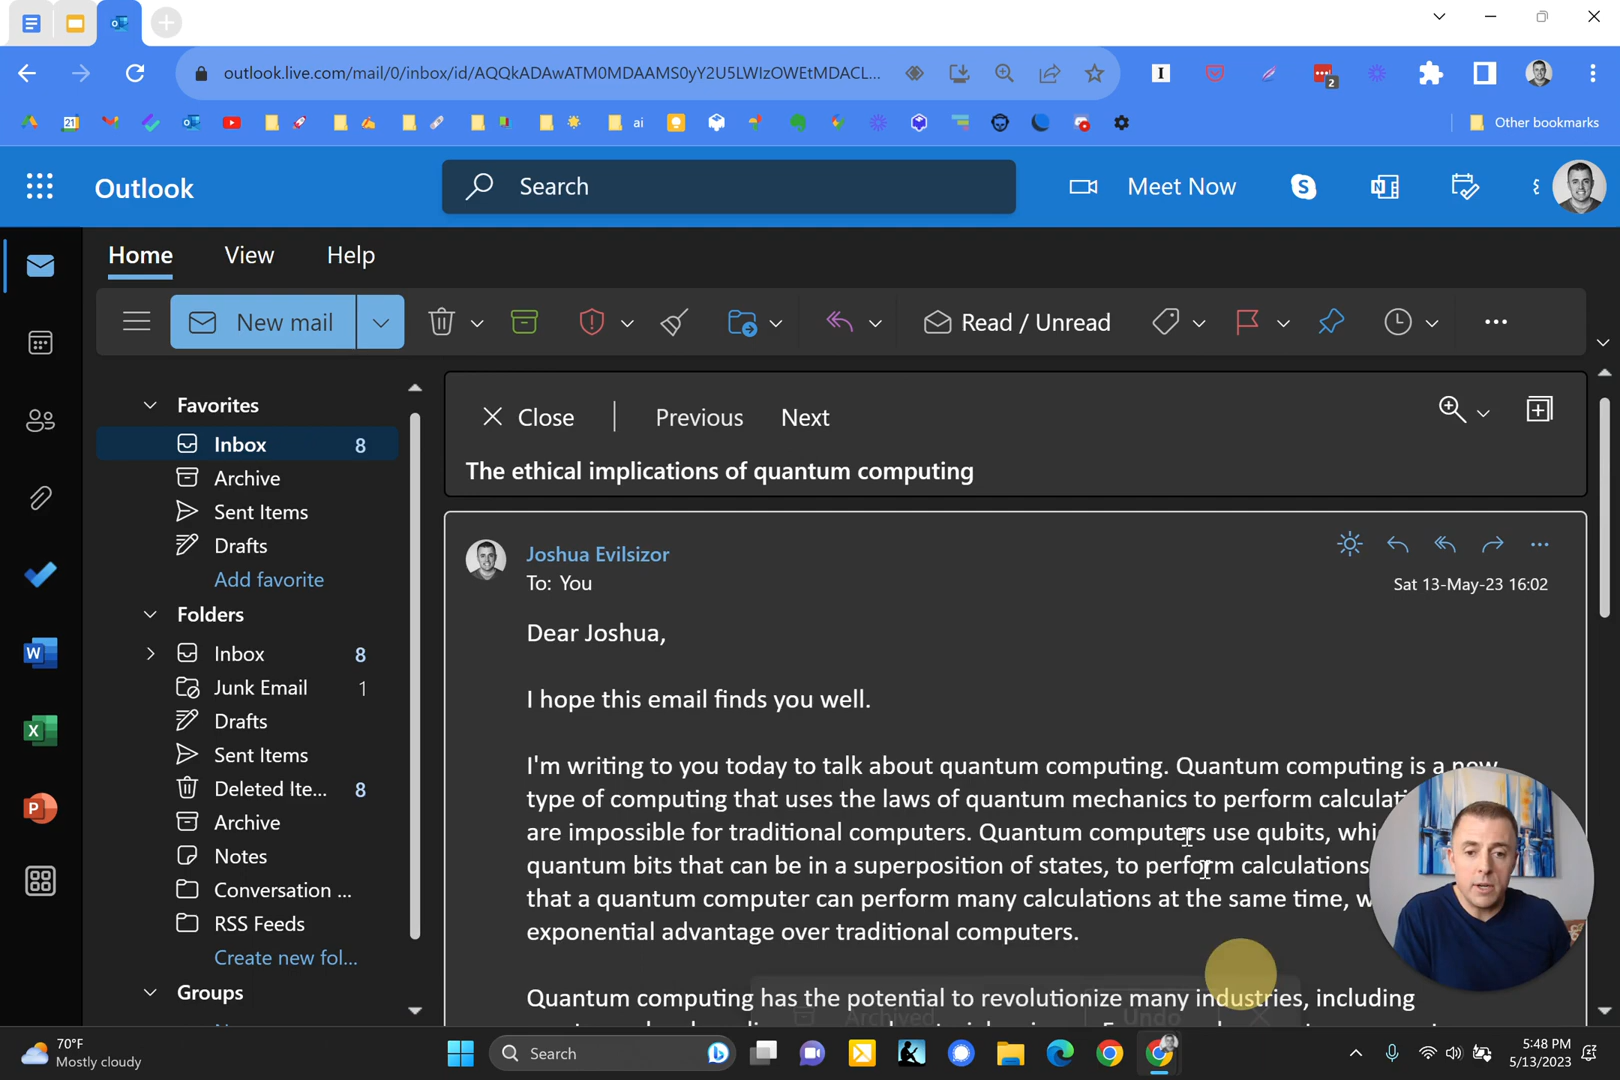 outlook.live.com/mail/0/inbox/id/AQQkADAwATM0MDAAMS0yY2U5LWIzOWEtMDACL...
2
21
ai
Other bookmarks
Outlook
Search
Meet Now
Home
View
Help
New mail
Read / Unread
Favorites
Inbox 8
Archive
Sent Items
Drafts
Add favorite
Folders
Inbox 8
Junk Email 1
Drafts
Sent Items
Deleted Ite... 8
Archive
Notes
Conversation ...
RSS Feeds
Create new fol...
Groups
Close
Previous
Next
The ethical implications of quantum computing
Joshua Evilsizor
To: You
Sat 13-May-23 16:02
Dear Joshua,
I hope this email finds you well.
I'm writing to you today to talk about quantum computing. Quantum computing is a new
type of computing that uses the laws of quantum mechanics to perform
are impossible for traditional computers. Quantum computers use qubits,
quantum bits that can be in a superposition of states, to perform calculations
that a quantum computer can perform many calculations at the same time,
exponential advantage over traditional computers.
Quantum computing has the potential to revolutionize many industries, including
Archived
Undo
70°F
Mostly cloudy
Search
5:48 PM
5/13/2023